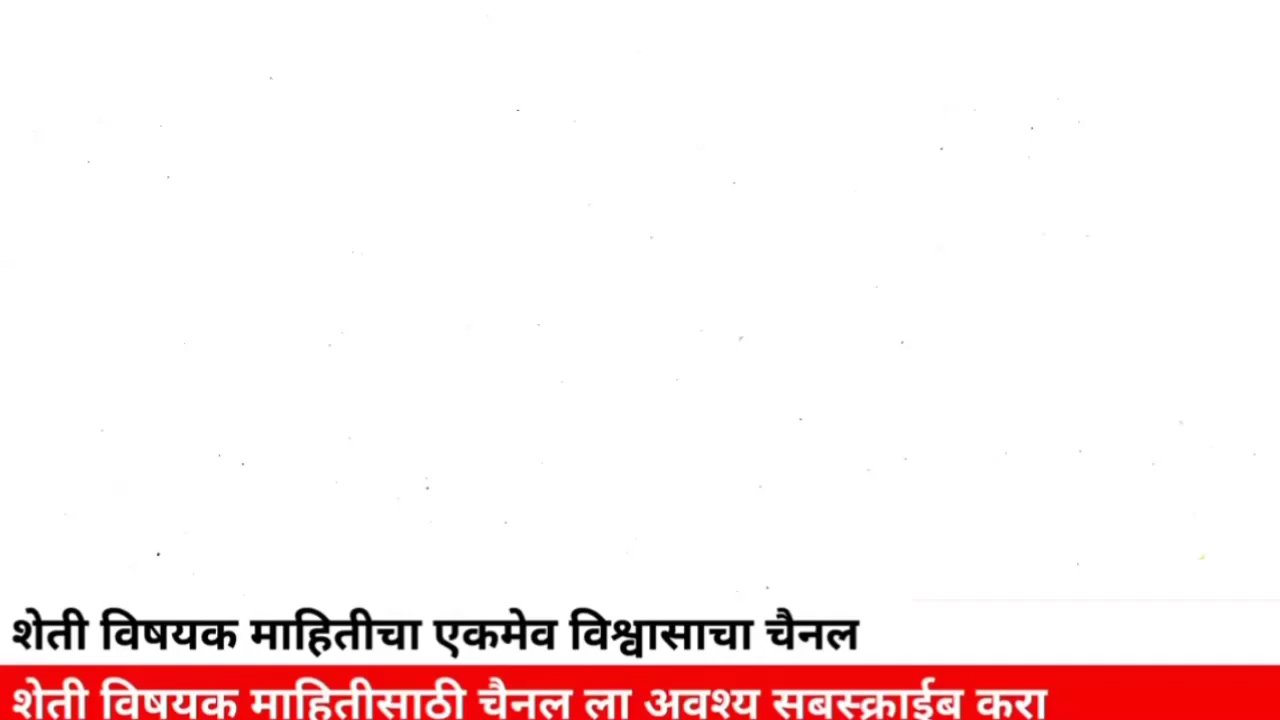 शेती विषयक माहितीचा एकमेव विश्वासाचा चैनल
शेती विषयक माहितीसाठी चैनल ला अवश्य सबस्क्राईब करा